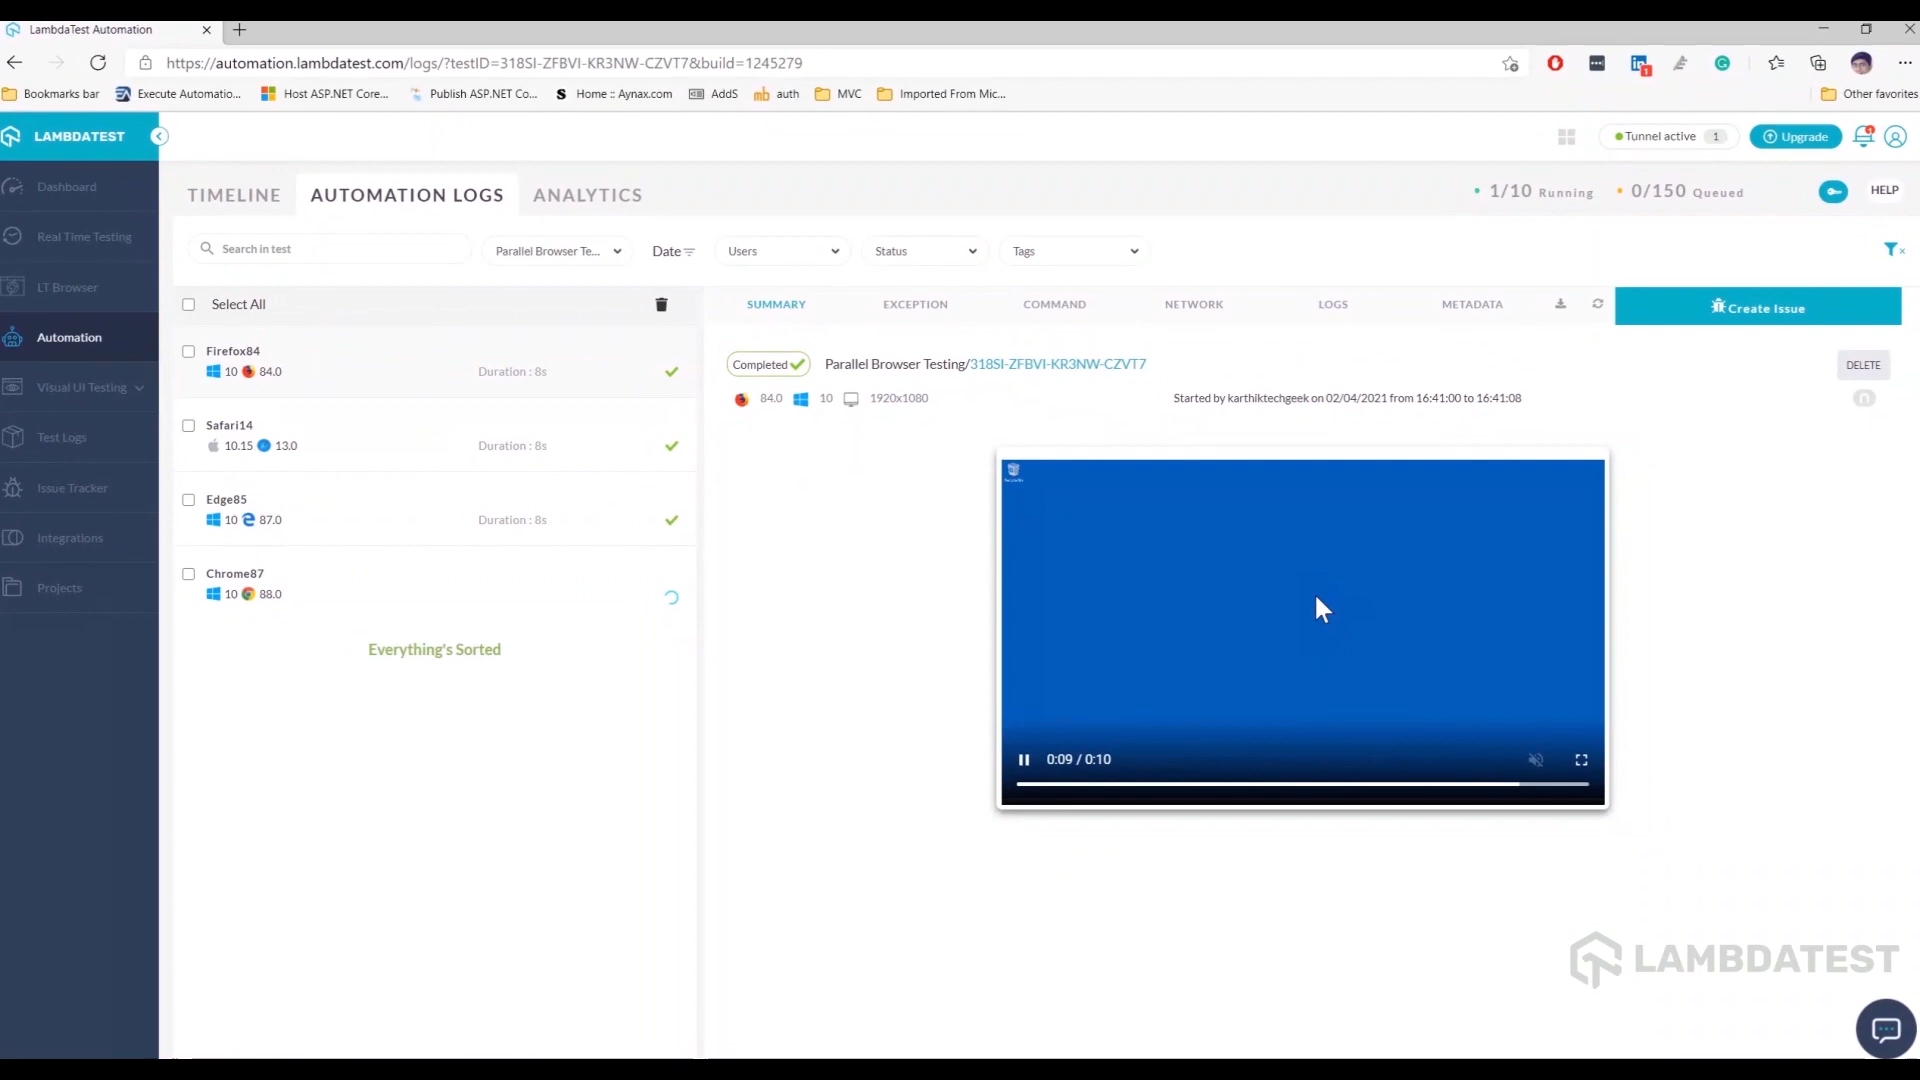 LambdaTest Automation
https://automation.lambdatest.com/logs/?testID=318SI-ZFBVI-KR3NW-CZVT7&build=1245279
Bookmarks bar Execute Automatio... Host ASP.NET Core... Publish ASP.NET Co... Home :: Aynax.com AddS auth MVC Imported From Mic... Other favorites
LAMBDATEST Tunnel active 1 Upgrade
Dashboard
Real Time Testing
LT Browser
Automation
Visual UI Testing
Test Logs
Issue Tracker
Integrations
Projects
TIMELINE AUTOMATION LOGS ANALYTICS 1/10 Running 0/150 Queued HELP
Search in test Parallel Browser Te... Date Users Status Tags
Select All
Firefox84
10 84.0 Duration : 8s
Safari14
10.15 13.0 Duration : 8s
Edge85
10 87.0 Duration : 8s
Chrome87
10 88.0
Everything's Sorted
SUMMARY EXCEPTION COMMAND NETWORK LOGS METADATA Create Issue
Completed Parallel Browser Testing/318SI-ZFBVI-KR3NW-CZVT7 DELETE
84.0 10 1920x1080 Started by karthiktechgeek on 02/04/2021 from 16:41:00 to 16:41:08
0:09 / 0:10
LAMBDATEST